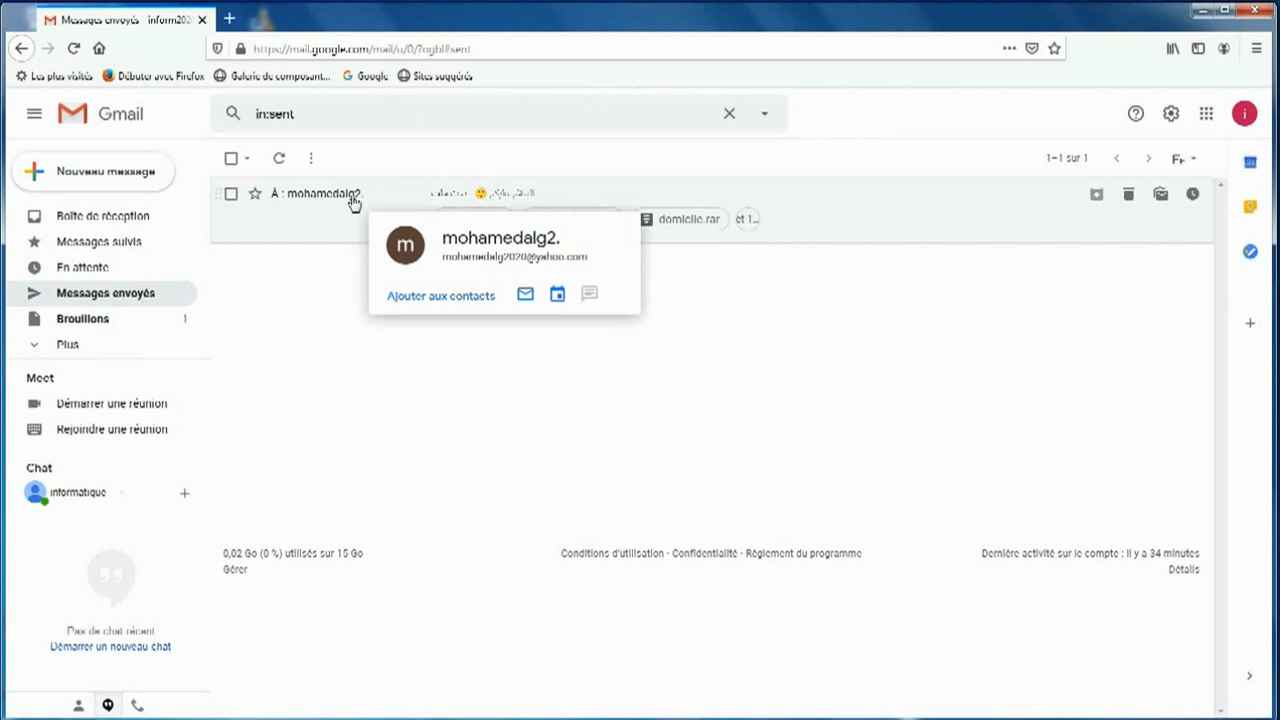 Messages envoyés - inform202
https://mail.google.com/mail/u/0/?ogbl#sent
Les plus visités Débuter avec Firefox Galerie de composant... Google Sites suggérés
Gmail
in:sent
Nouveau message
1–1 sur 1
À : mohamedalg2.
domicile.rar
et 1...
mohamedalg2.
mohamedalg2020@yahoo.com
Ajouter aux contacts
Boîte de réception
Messages suivis
En attente
Messages envoyés
Brouillons 1
Plus
Meet
Démarrer une réunion
Rejoindre une réunion
Chat
informatique
Pas de chat récent
Démarrer un nouveau chat
0,02 Go (0 %) utilisés sur 15 Go
Gérer
Conditions d'utilisation · Confidentialité · Règlement du programme
Dernière activité sur le compte : Il y a 34 minutes
Détails